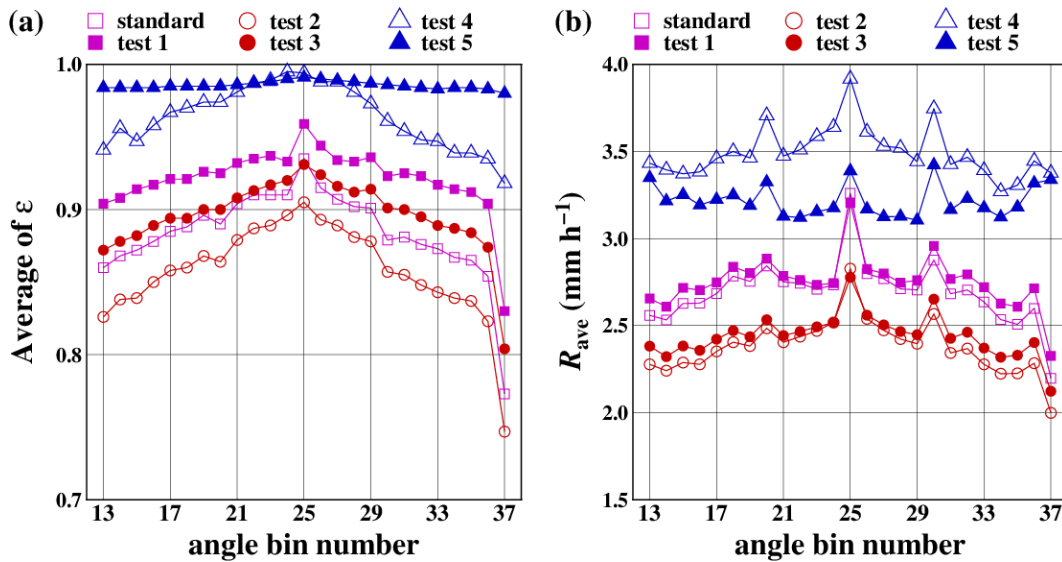 (a)
standard test 2 test 4
test 1 test 3 test 5
1.0
0.9
0.8
0.7
13 17 21 25 29 33 37
angle bin number
Average of ε
(b)
standard test 2 test 4
test 1 test 3 test 5
4.0
3.5
3.0
2.5
2.0
1.5
13 17 21 25 29 33 37
angle bin number
Rave (mm h−1)